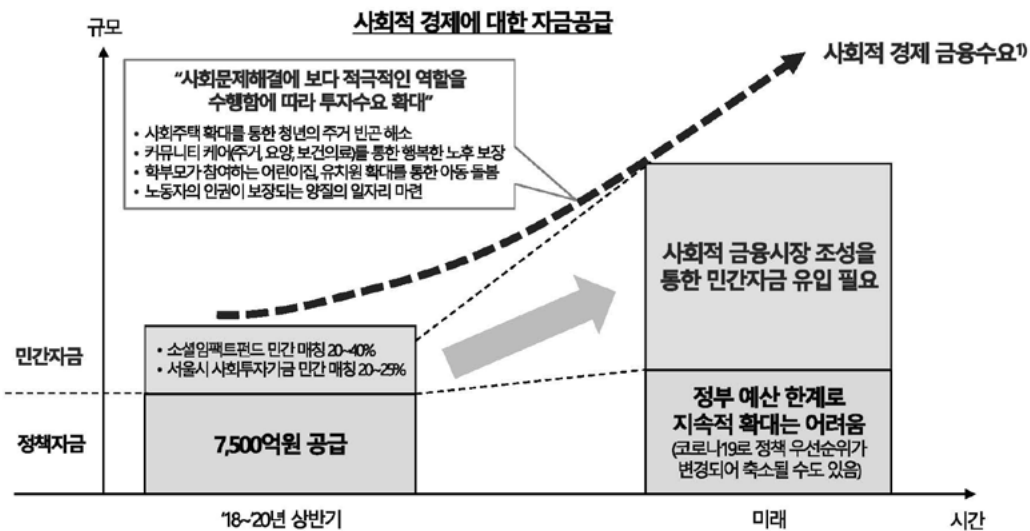 사회적 경제에 대한 자금공급
규모
사회적 경제 금융수요¹⁾
“사회문제해결에 보다 적극적인 역할을
수행함에 따라 투자수요 확대”
• 사회주택 확대를 통한 청년의 주거 빈곤 해소
• 커뮤니티 케어(주거, 요양, 보건의료)를 통한 행복한 노후 보장
• 학부모가 참여하는 어린이집, 유치원 확대를 통한 아동 돌봄
• 노동자의 인권이 보장되는 양질의 일자리 마련
사회적 금융시장 조성을
통한 민간자금 유입 필요
민간자금
• 소셜임팩트펀드 민간 매칭 20~40%
• 서울시 사회투자기금 민간 매칭 20~25%
정책자금
7,500억원 공급
정부 예산 한계로
지속적 확대는 어려움
(코로나19로 정책 우선순위가
변경되어 축소될 수도 있음)
'18~'20년 상반기
미래
시간